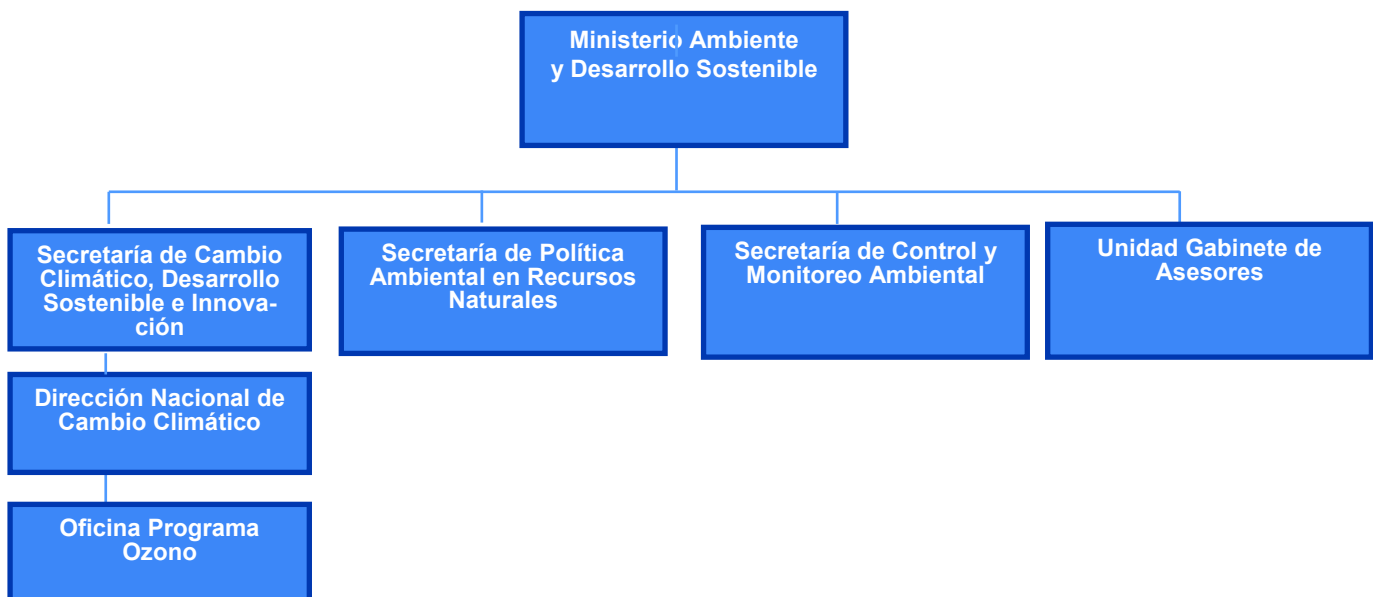 Ministerio Ambiente
y Desarrollo Sostenible
Secretaría de Cambio
Climático, Desarrollo
Sostenible e Innova-
ción
Secretaría de Política
Ambiental en Recursos
Naturales
Secretaría de Control y
Monitoreo Ambiental
Unidad Gabinete de
Asesores
Dirección Nacional de
Cambio Climático
Oficina Programa
Ozono